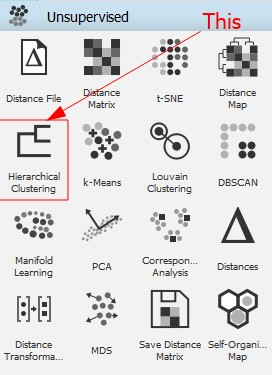 Unsupervised
This
Distance File
Distance
Matrix
t-SNE
Distance
Map
Hierarchical
Clustering
k-Means
Louvain
Clustering
DBSCAN
Manifold
Learning
PCA
Correspon...
Analysis
Distances
Distance
Transforma...
MDS
Save Distance
Matrix
Self-Organi...
Map